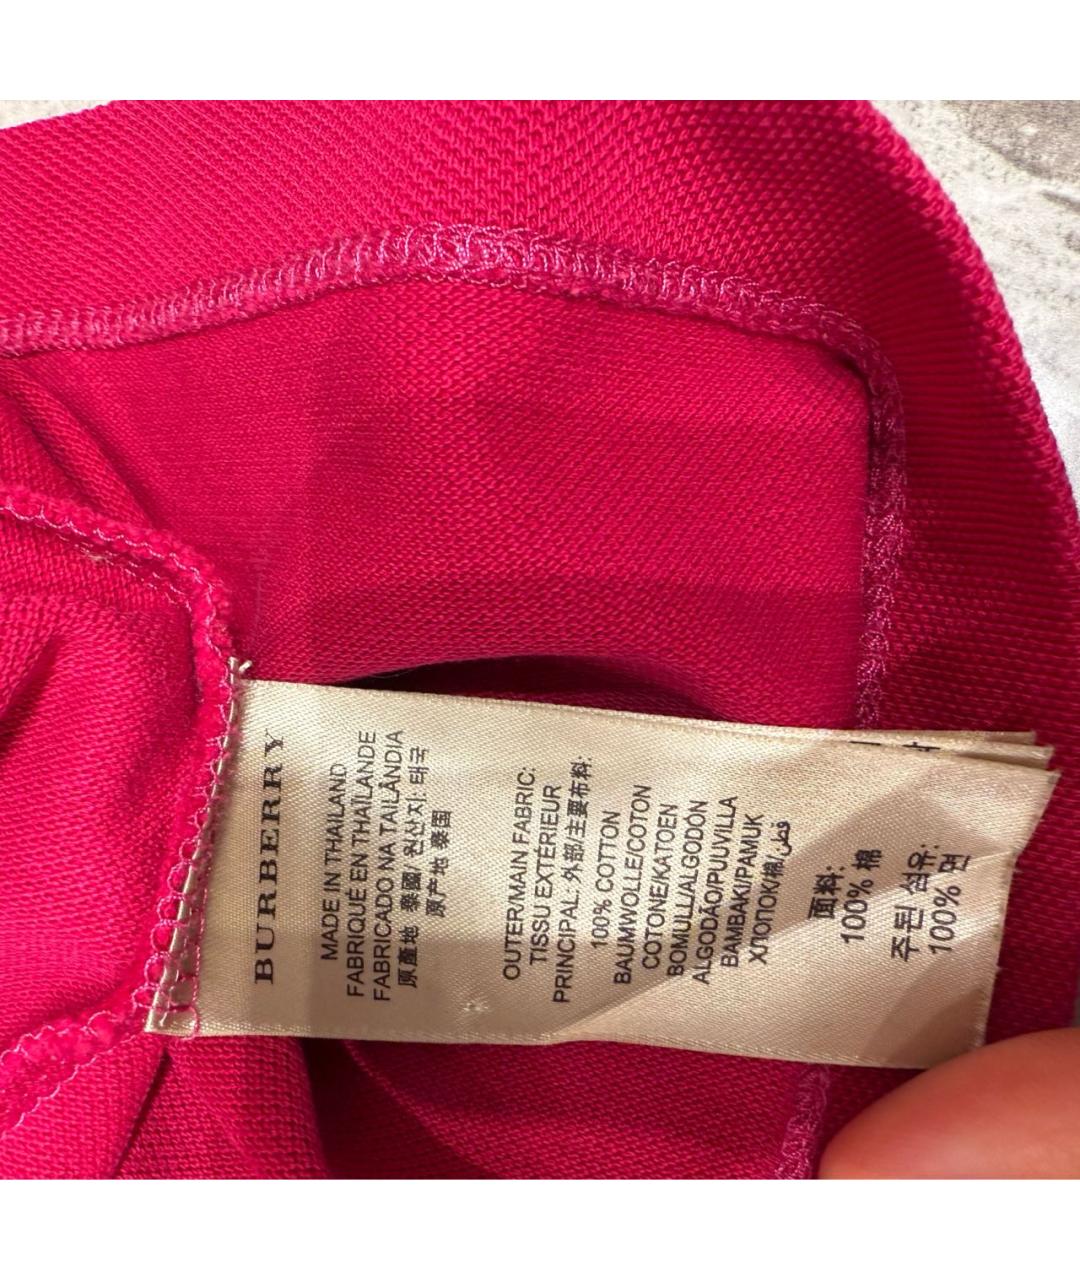 BURBERRY
MADE IN THAILAND
FABRIQUÉ EN THAÏLANDE
FABRICADO NA TAILÂNDIA
原產地 泰國/ 원산지: 태국
原产地 泰国
OUTER/MAIN FABRIC:
TISSU EXTÉRIEUR
PRINCIPAL: 外部/主要布料:
100% COTTON
BAUMWOLLE/COTON
COTONE/KATOEN
BOMULL/ALGODÓN
ALGODÃO/PUUVILLA
BAMBAKI/PAMUK
ХЛОПОК/棉/قطن
面料:
100% 棉
주된 섬유:
100% 면